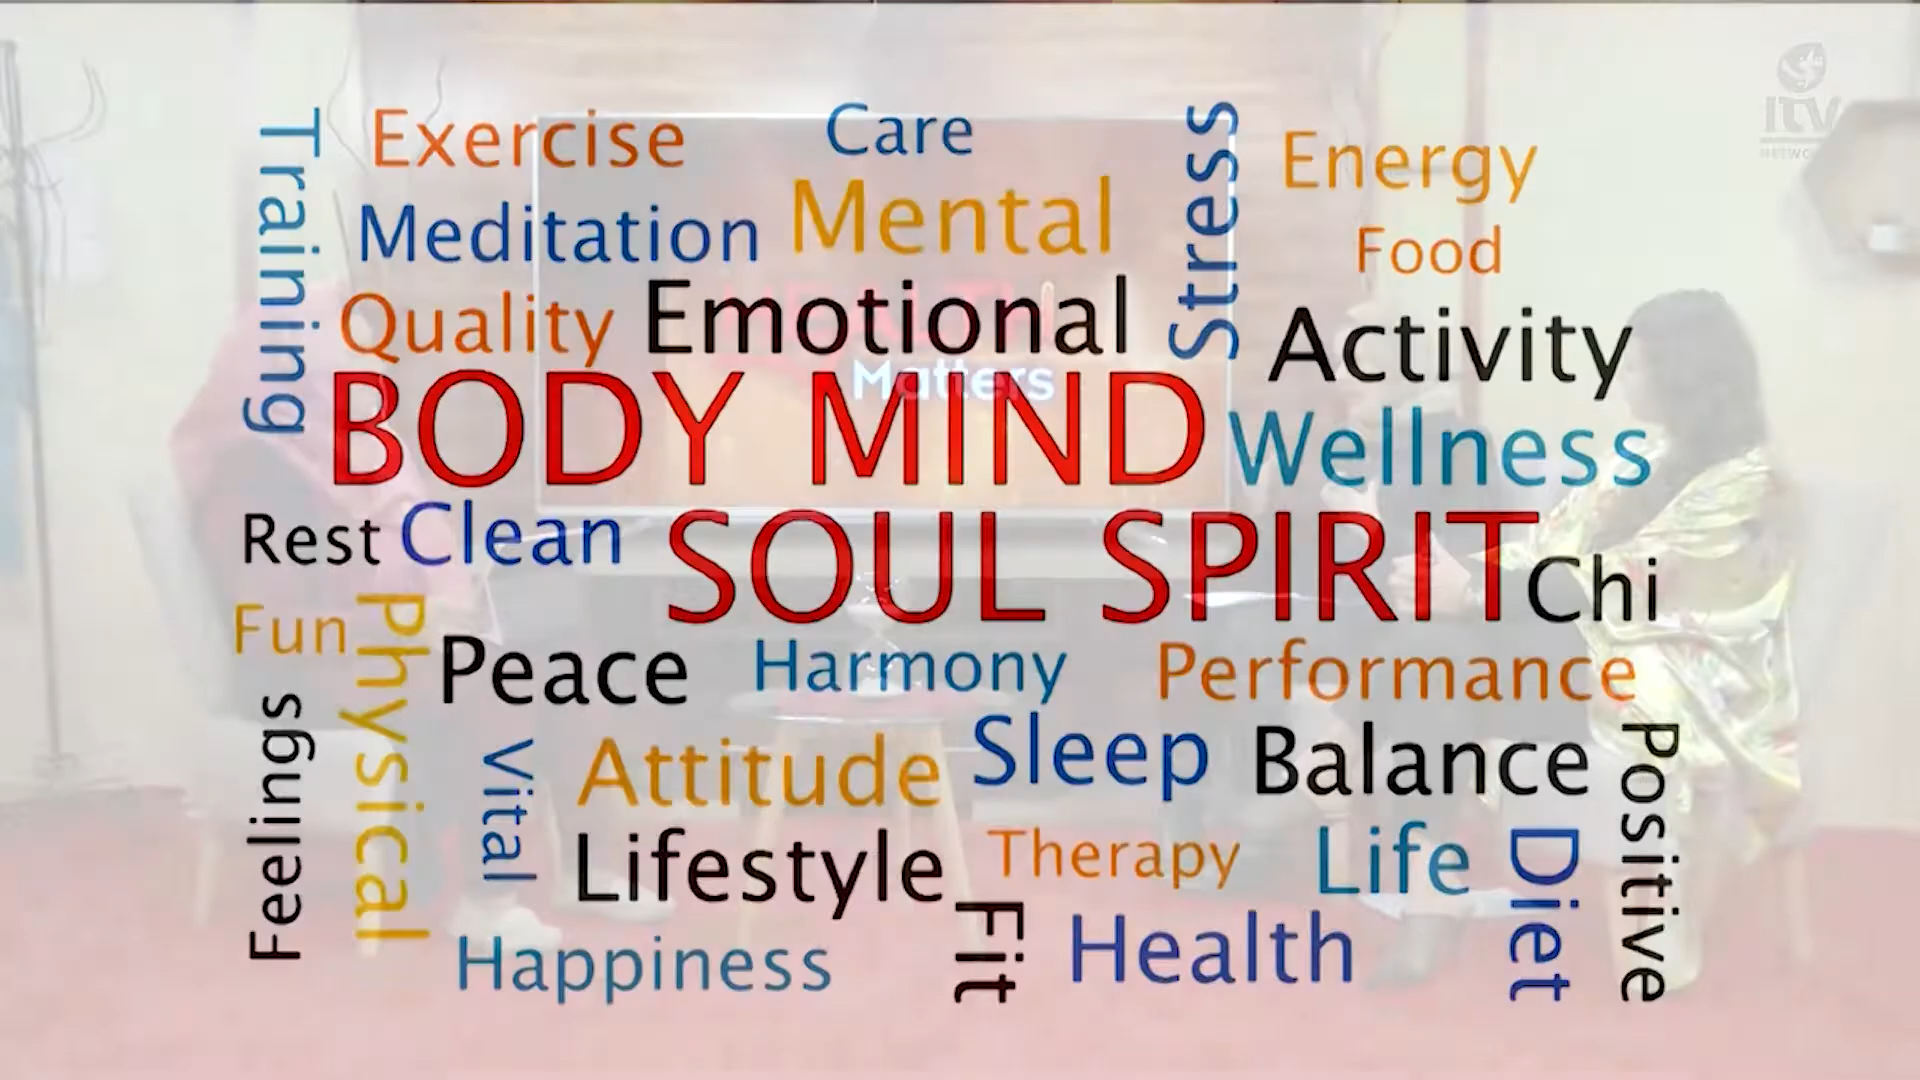 Training
Exercise
Care
Stress
Energy
Meditation
Mental
Food
Quality
Emotional
Activity
HEALTH
Matters
BODY MIND
Wellness
Rest
Clean
SOUL SPIRIT
Chi
Fun
Physical
Peace
Harmony
Performance
Feelings
Vital
Attitude
Sleep
Balance
Positive
Lifestyle
Therapy
Life
Diet
Happiness
Fit
Health
ITV
NETWORK